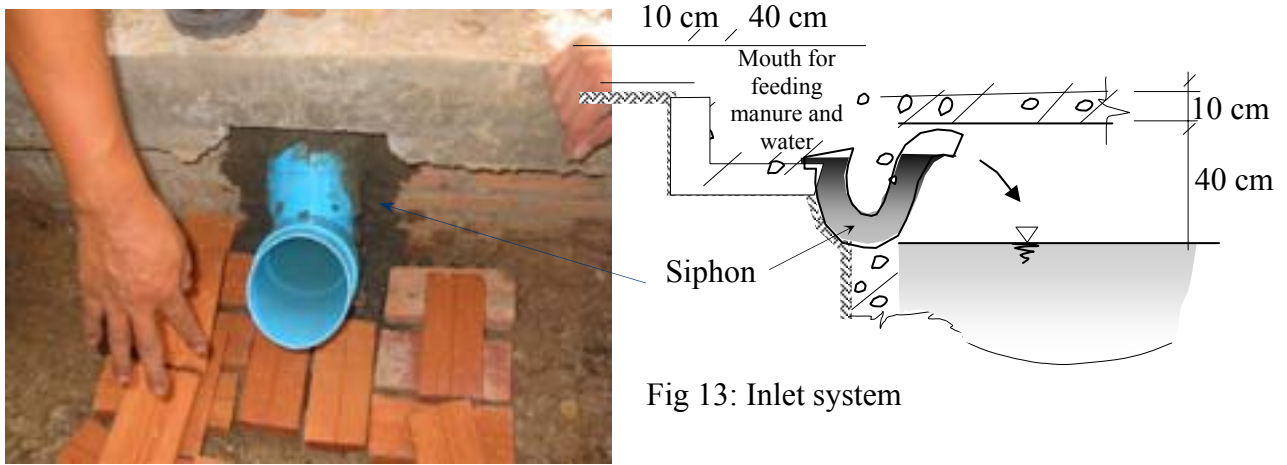 10 cm 40 cm
Mouth for
feeding
manure and
water
10 cm
40 cm
Siphon
Fig 13: Inlet system